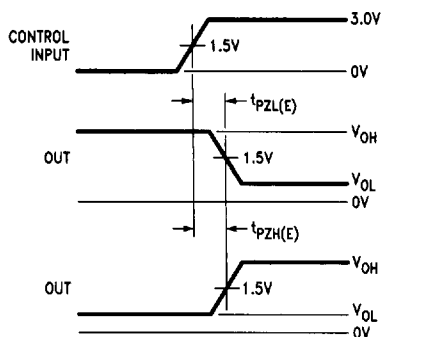 3.0V
CONTROL
INPUT
1.5V
0V
tPZL(E)
VOH
OUT
1.5V
VOL
0V
tPZH(E)
VOH
OUT
1.5V
VOL
0V